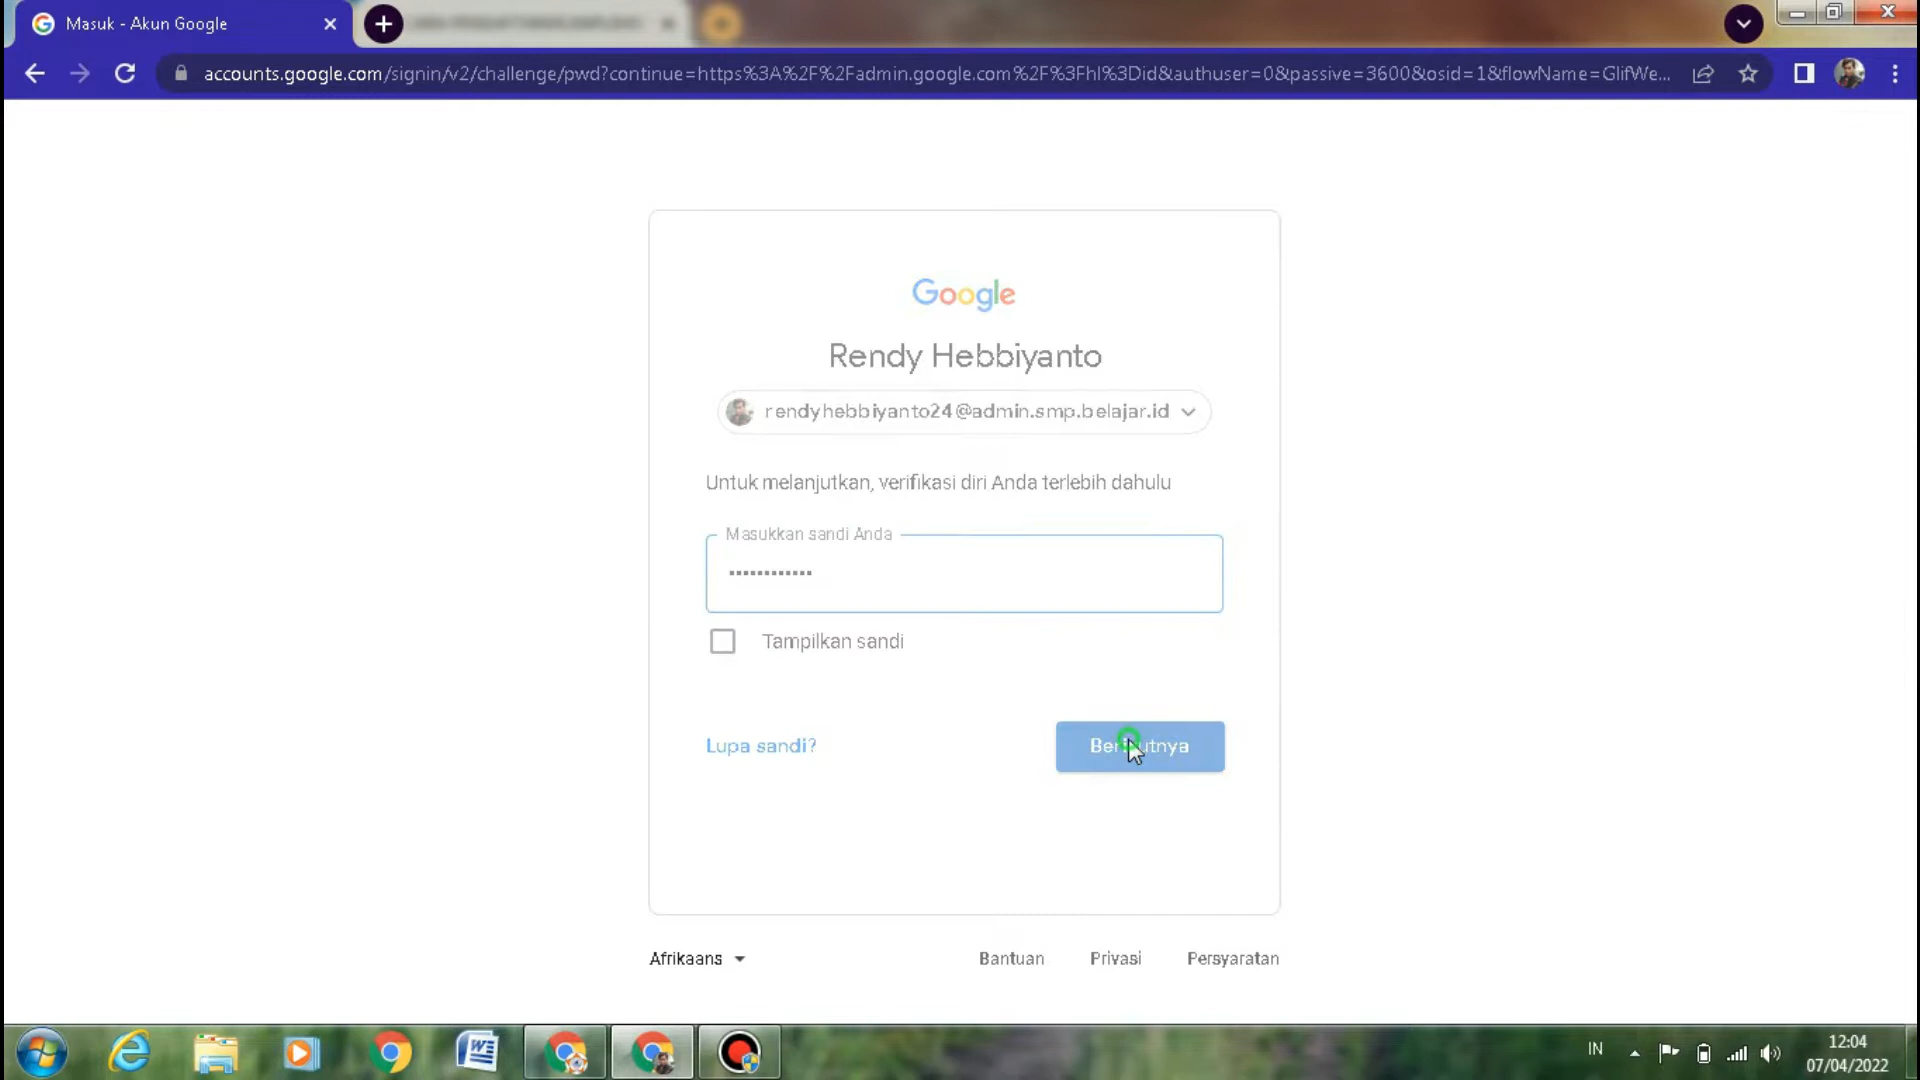 Masuk - Akun Google
accounts.google.com/signin/v2/challenge/pwd?continue=https%3A%2F%2Fadmin.google.com%2F%3Fhl%3Did&authuser=0&passive=3600&osid=1&flowName=GlifWe...
Google
Rendy Hebbiyanto
rendyhebbiyanto24@admin.smp.belajar.id
Untuk melanjutkan, verifikasi diri Anda terlebih dahulu
Masukkan sandi Anda
••••••••••••
Tampilkan sandi
Lupa sandi?
Berikutnya
Afrikaans
Bantuan
Privasi
Persyaratan
IN
12:04
07/04/2022